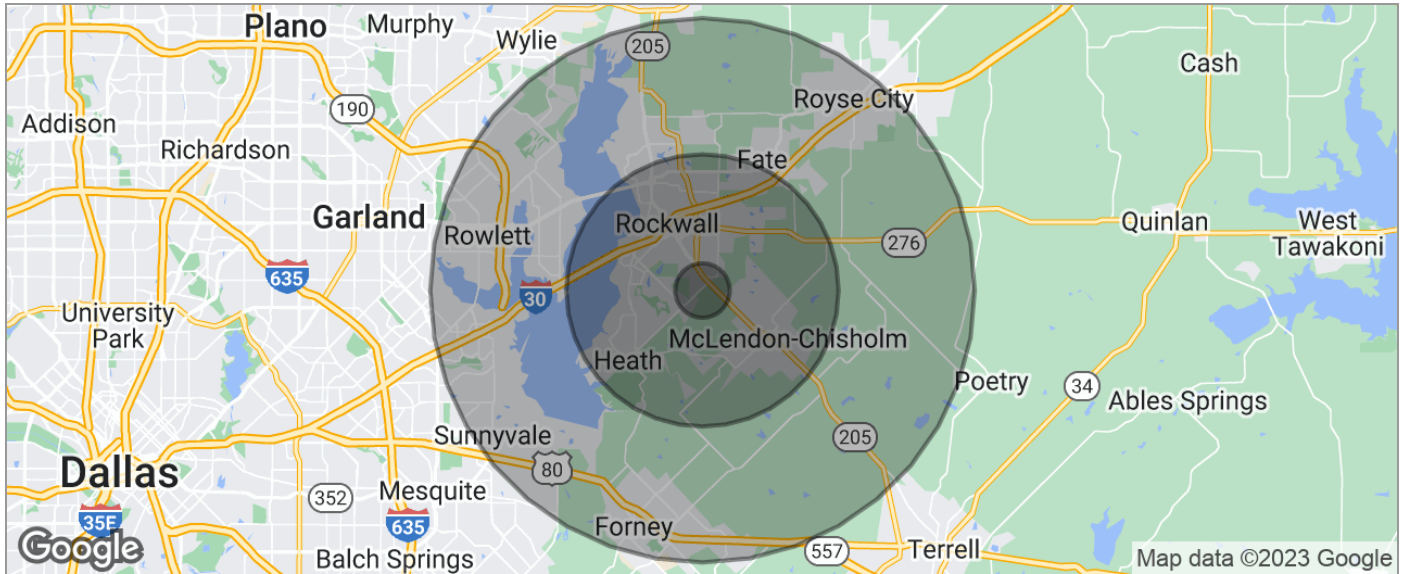 Plano
Murphy
Wylie
205
Cash
Royse City
190
Addison
Richardson
Fate
Garland
Rowlett
Rockwall
276
Quinlan
West
Tawakoni
635
30
University
Park
McLendon-Chisholm
Heath
Poetry
34
Ables Springs
Sunnyvale
205
80
Dallas
Mesquite
352
35E
635
Forney
557
Terrell
Balch Springs
Google
Map data ©2023 Google